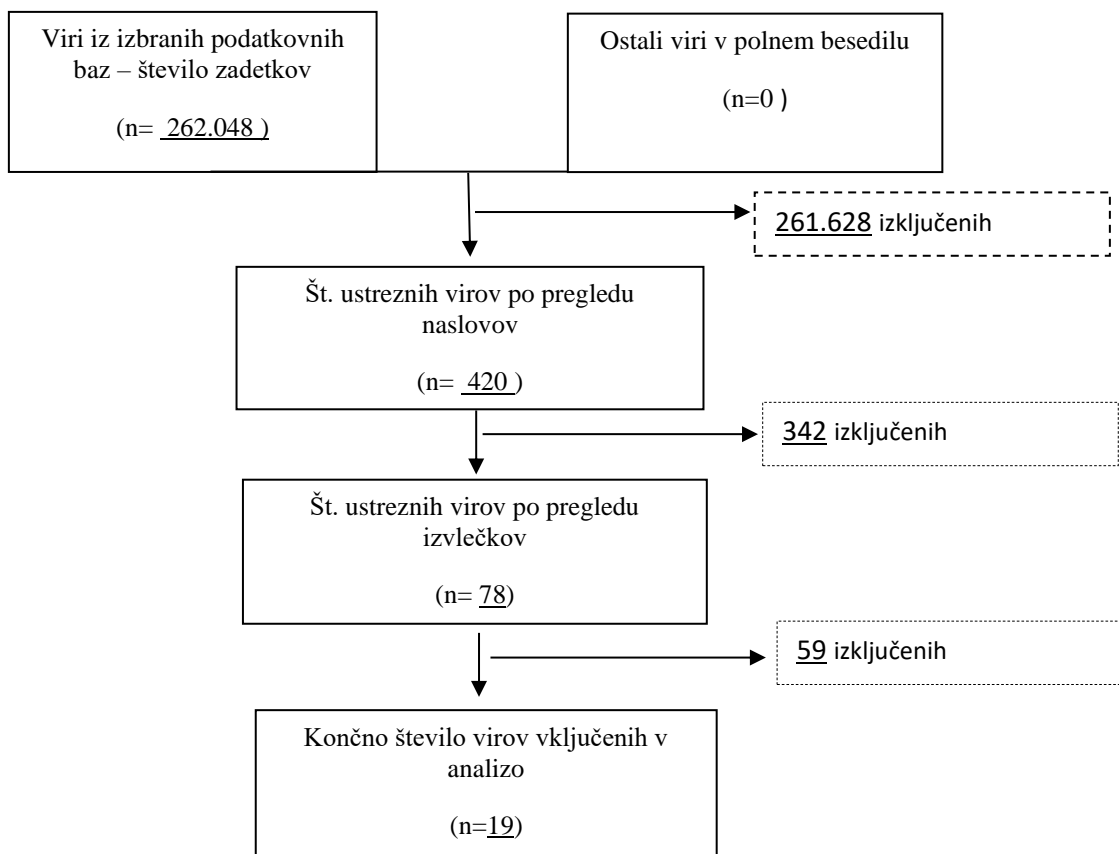 Viri iz izbranih podatkovnih
baz – število zadetkov
(n= 262.048 )
Ostali viri v polnem besedilu
(n=0 )
261.628 izključenih
Št. ustreznih virov po pregledu
naslovov
(n= 420 )
342 izključenih
Št. ustreznih virov po pregledu
izvlečkov
(n= 78)
59 izključenih
Končno število virov vključenih v
analizo
(n=19)